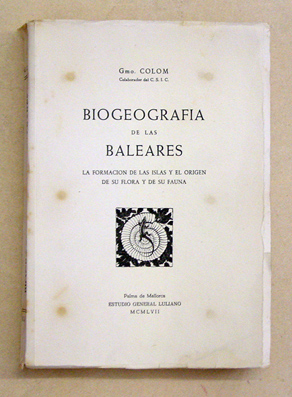 Gmo. COLOM
Colaborador del C. S. I. C.
BIOGEOGRAFIA
DE LAS
BALEARES
LA FORMACION DE LAS ISLAS Y EL ORIGEN
DE SU FLORA Y DE SU FAUNA
Palma de Mallorca
ESTUDIO GENERAL LULIANO
MCMLVII